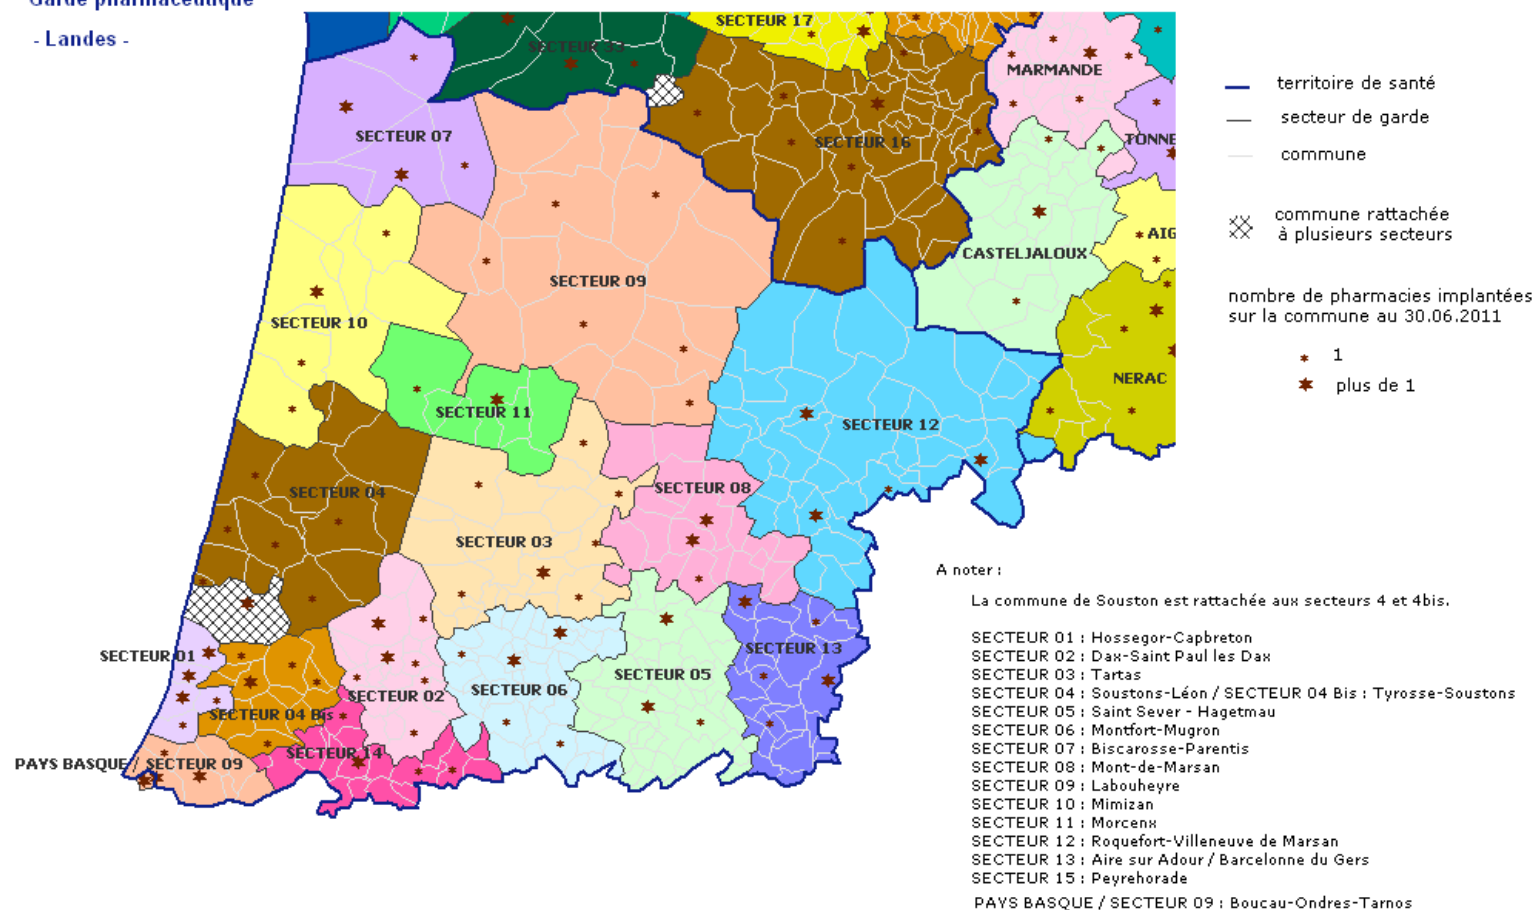 Garde pharmaceutique
- Landes -
SECTEUR 17
SECTEUR 33
MARMANDE
SECTEUR 07
SECTEUR 16
TONNE
CASTELJALOUX
AIG
SECTEUR 09
SECTEUR 10
NERAC
SECTEUR 11
SECTEUR 12
SECTEUR 04
SECTEUR 08
SECTEUR 03
SECTEUR 01
SECTEUR 13
SECTEUR 05
SECTEUR 06
SECTEUR 02
SECTEUR 04 Bis
SECTEUR 14
PAYS BASQUE / SECTEUR 09
territoire de santé
secteur de garde
commune
commune rattachée
à plusieurs secteurs
nombre de pharmacies implantées
sur la commune au 30.06.2011
1
plus de 1
A noter :
La commune de Souston est rattachée aux secteurs 4 et 4bis.
SECTEUR 01 : Hossegor-Capbreton
SECTEUR 02 : Dax-Saint Paul les Dax
SECTEUR 03 : Tartas
SECTEUR 04 : Soustons-Léon / SECTEUR 04 Bis : Tyrosse-Soustons
SECTEUR 05 : Saint Sever - Hagetmau
SECTEUR 06 : Montfort-Mugron
SECTEUR 07 : Biscarosse-Parentis
SECTEUR 08 : Mont-de-Marsan
SECTEUR 09 : Labouheyre
SECTEUR 10 : Mimizan
SECTEUR 11 : Morcenx
SECTEUR 12 : Roquefort-Villeneuve de Marsan
SECTEUR 13 : Aire sur Adour / Barcelonne du Gers
SECTEUR 15 : Peyrehorade
PAYS BASQUE / SECTEUR 09 : Boucau-Ondres-Tarnos